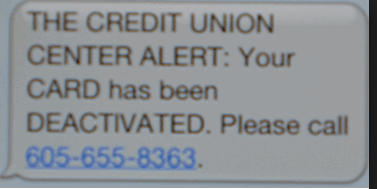 THE CREDIT UNION
CENTER ALERT: Your
CARD has been
DEACTIVATED. Please call
605-655-8363.